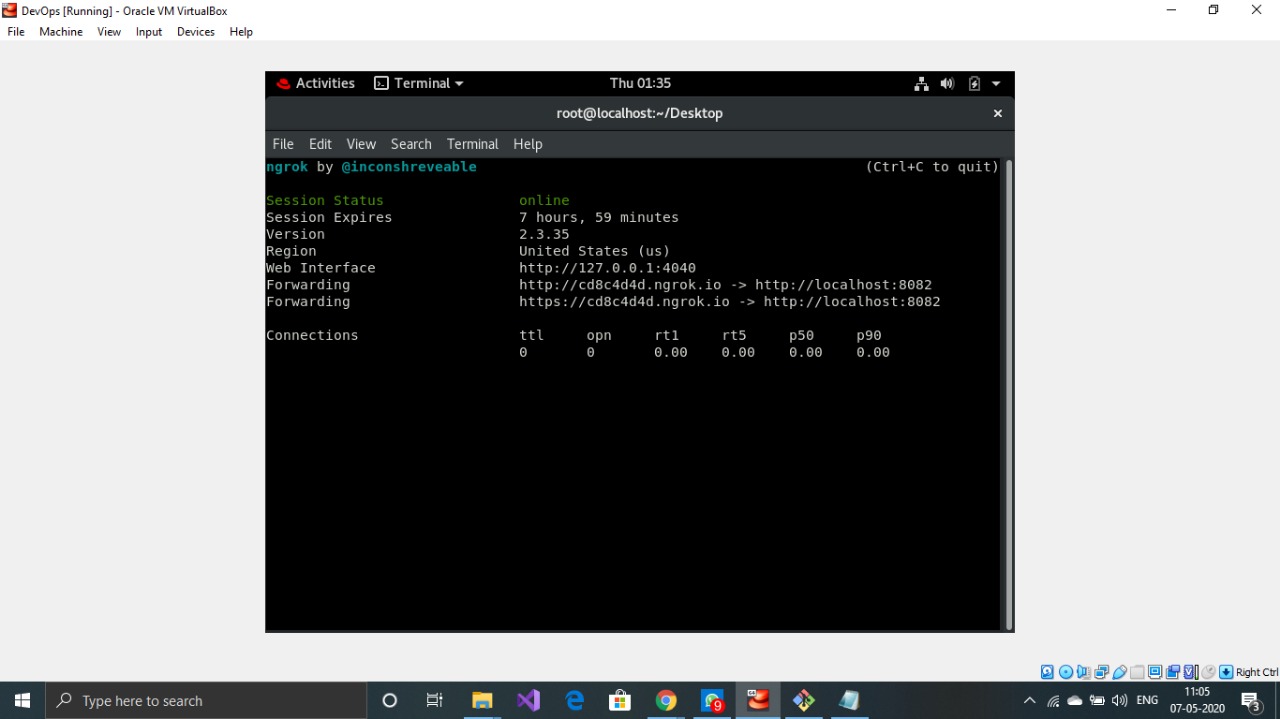 DevOps [Running] - Oracle VM VirtualBox
File Machine View Input Devices Help
Activities Terminal Thu 01:35
root@localhost:~/Desktop
File Edit View Search Terminal Help
ngrok by @inconshreveable (Ctrl+C to quit)
Session Status online
Session Expires 7 hours, 59 minutes
Version 2.3.35
Region United States (us)
Web Interface http://127.0.0.1:4040
Forwarding http://cd8c4d4d.ngrok.io -> http://localhost:8082
Forwarding https://cd8c4d4d.ngrok.io -> http://localhost:8082
Connections ttl opn rt1 rt5 p50 p90
0 0 0.00 0.00 0.00 0.00
Right Ctrl
Type here to search
9
ENG
11:05
07-05-2020
3